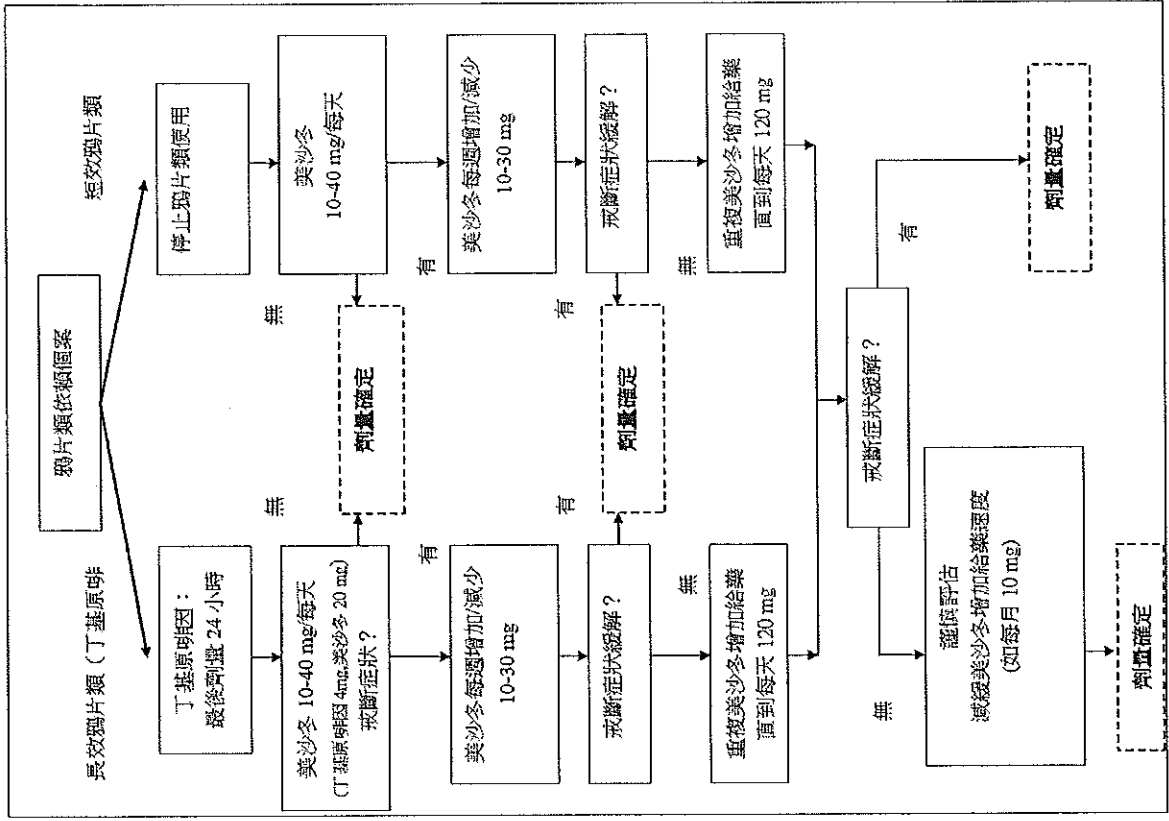 鴉片類依賴個案
長效鴉片類（丁基原啡
短效鴉片類
丁基原啡因：
最後劑量 24 小時
停止鴉片類使用
美沙冬 10-40 mg/每天
(丁基原啡因 4mg,美沙冬 20 mg)
戒斷症狀？
美沙冬
10-40 mg/每天
無
無
劑量確定
有
有
美沙冬每週增加/減少
10-30 mg
美沙冬每週增加/減少
10-30 mg
戒斷症狀緩解？
有
有
戒斷症狀緩解？
劑量確定
無
無
重複美沙冬增加給藥
直到每天 120 mg
重複美沙冬增加給藥
直到每天 120 mg
戒斷症狀緩解？
無
有
謹慎評估
減緩美沙冬增加給藥速度
(如每月 10 mg)
劑量確定
劑量確定